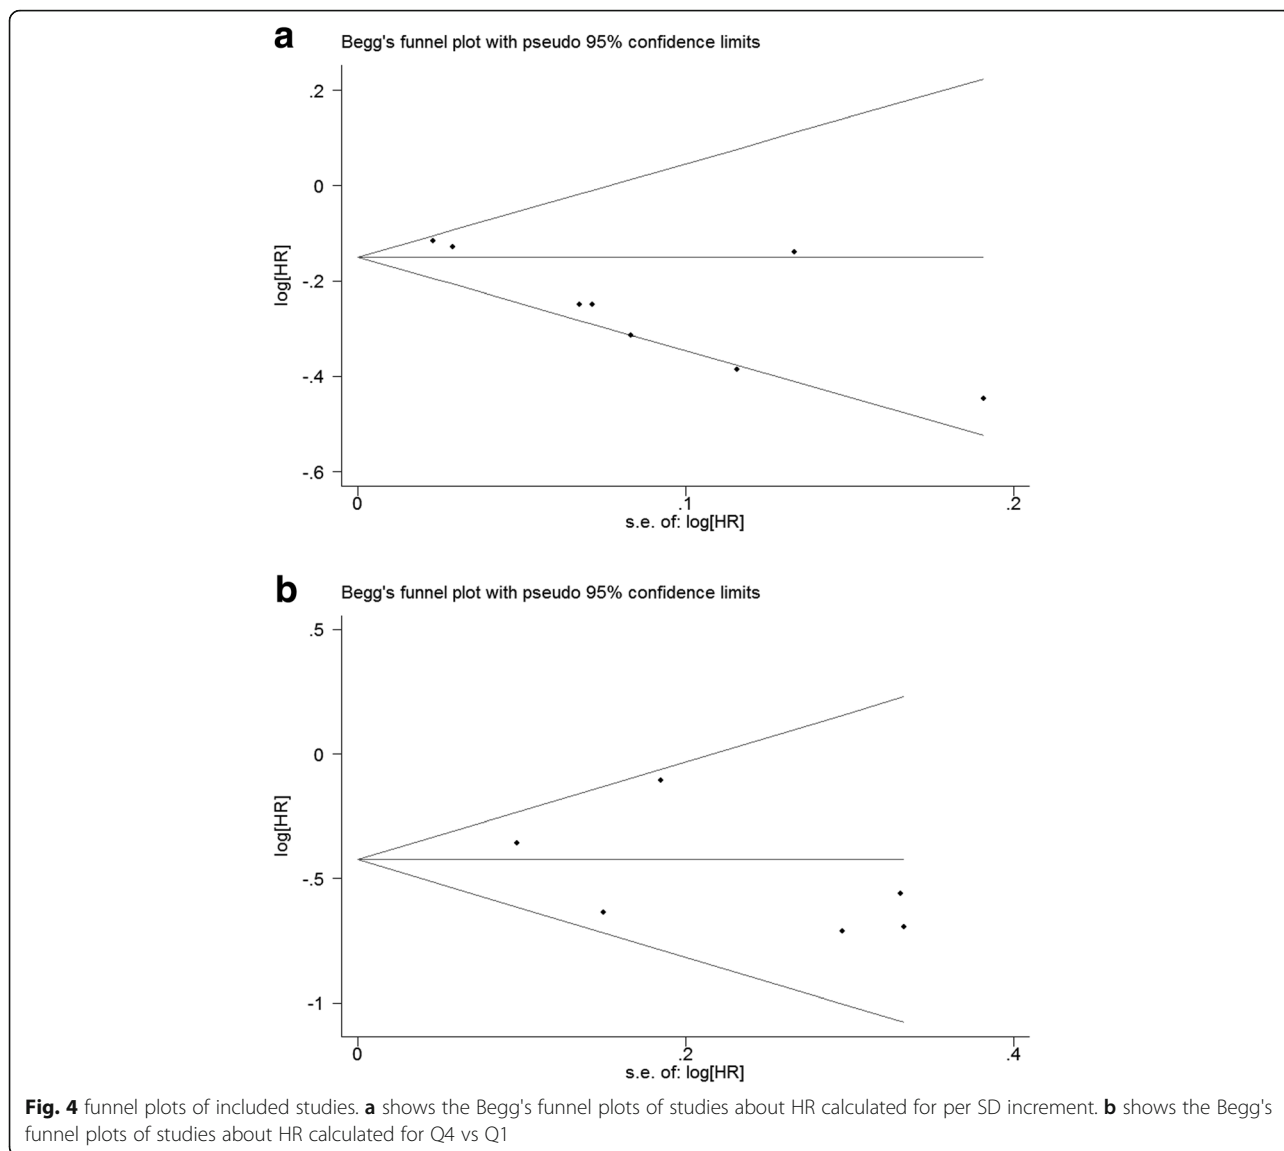 a
Begg's funnel plot with pseudo 95% confidence limits
.2
0
-.2
-.4
-.6
log[HR]
0
.1
.2
s.e. of: log[HR]
b
Begg's funnel plot with pseudo 95% confidence limits
.5
0
-.5
-1
log[HR]
0
.2
.4
s.e. of: log[HR]
Fig. 4 funnel plots of included studies. a shows the Begg's funnel plots of studies about HR calculated for per SD increment. b shows the Begg's
funnel plots of studies about HR calculated for Q4 vs Q1